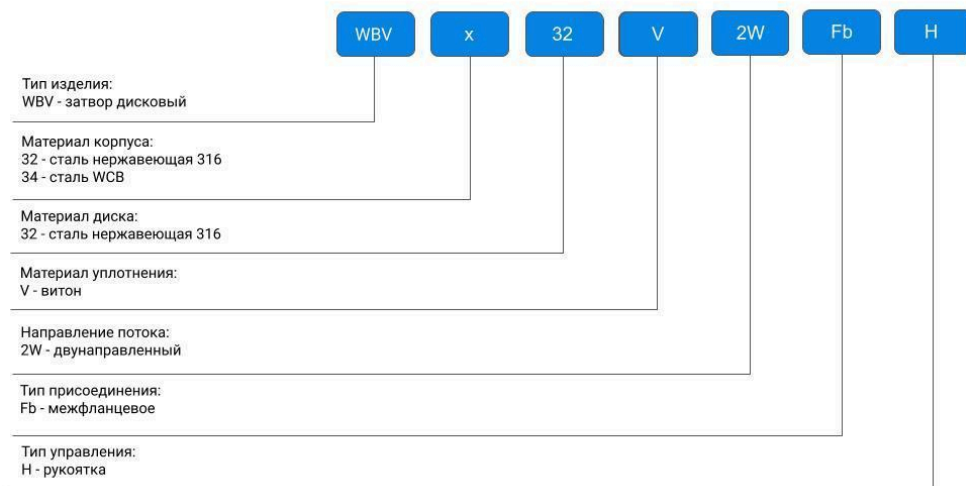 WBV x 32 V 2W Fb H
Тип изделия:
WBV - затвор дисковый
Материал корпуса:
32 - сталь нержавеющая 316
34 - сталь WCB
Материал диска:
32 - сталь нержавеющая 316
Материал уплотнения:
V - витон
Направление потока:
2W - двунаправленный
Тип присоединения:
Fb - межфланцевое
Тип управления:
H - рукоятка